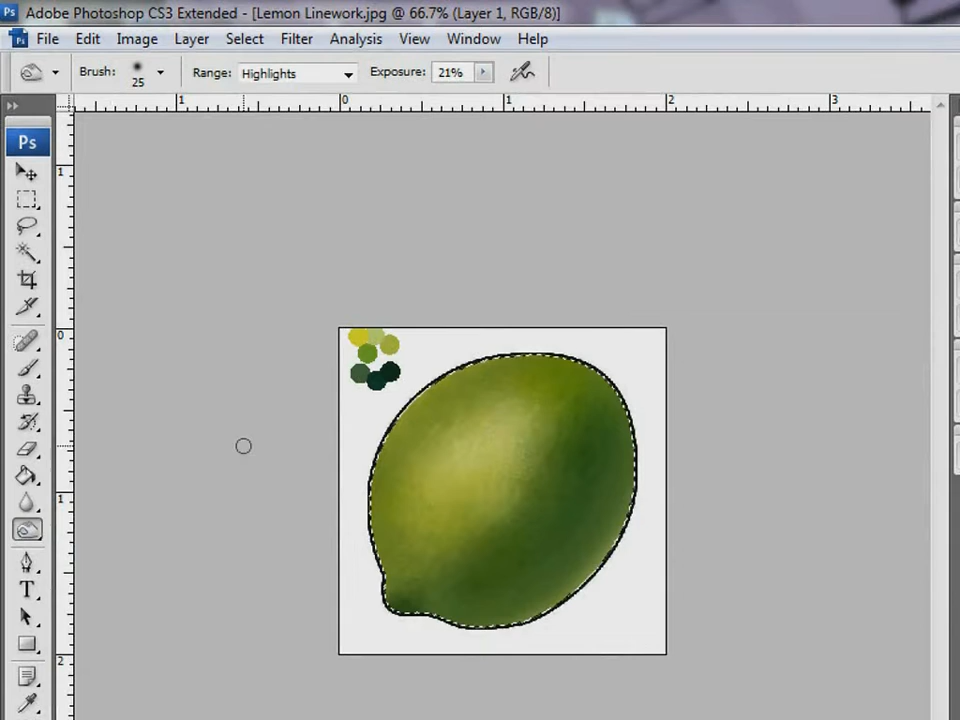 Ps Adobe Photoshop CS3 Extended - [Lemon Linework.jpg @ 66.7% (Layer 1, RGB/8)]
Ps File Edit Image Layer Select Filter Analysis View Window Help
Brush: 25 Range: Highlights Exposure: 21%
1 0 1 2 3
Ps
1
0
1
T
2